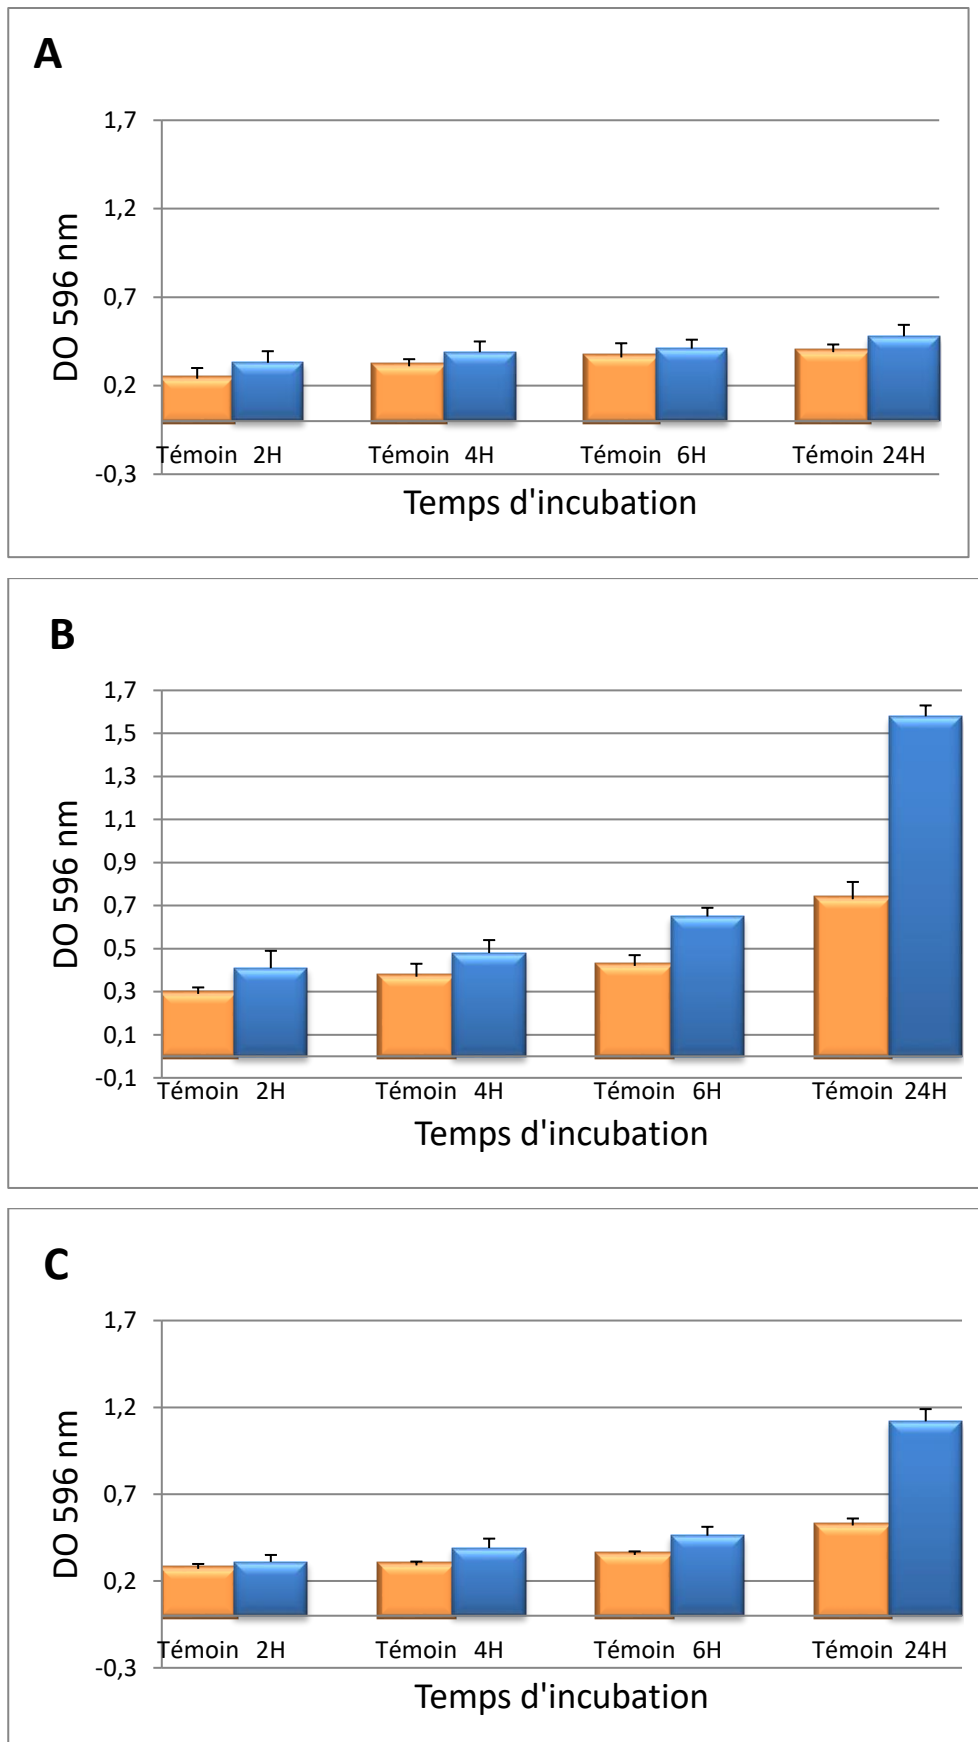 A
1,7
1,2
0,7
0,2
-0,3
DO 596 nm
Témoin 2H Témoin 4H Témoin 6H Témoin 24H
Temps d'incubation
B
1,7
1,5
1,3
1,1
0,9
0,7
0,5
0,3
0,1
-0,1
DO 596 nm
Témoin 2H Témoin 4H Témoin 6H Témoin 24H
Temps d'incubation
C
1,7
1,2
0,7
0,2
-0,3
DO 596 nm
Témoin 2H Témoin 4H Témoin 6H Témoin 24H
Temps d'incubation